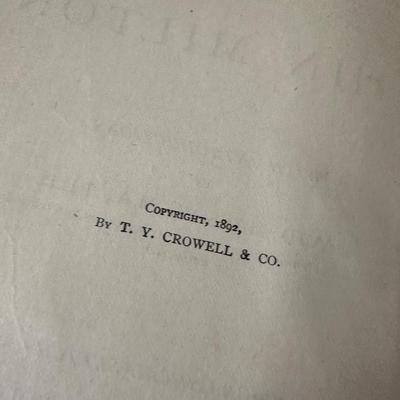 COPYRIGHT, 1892,
BY T. Y. CROWELL & CO.